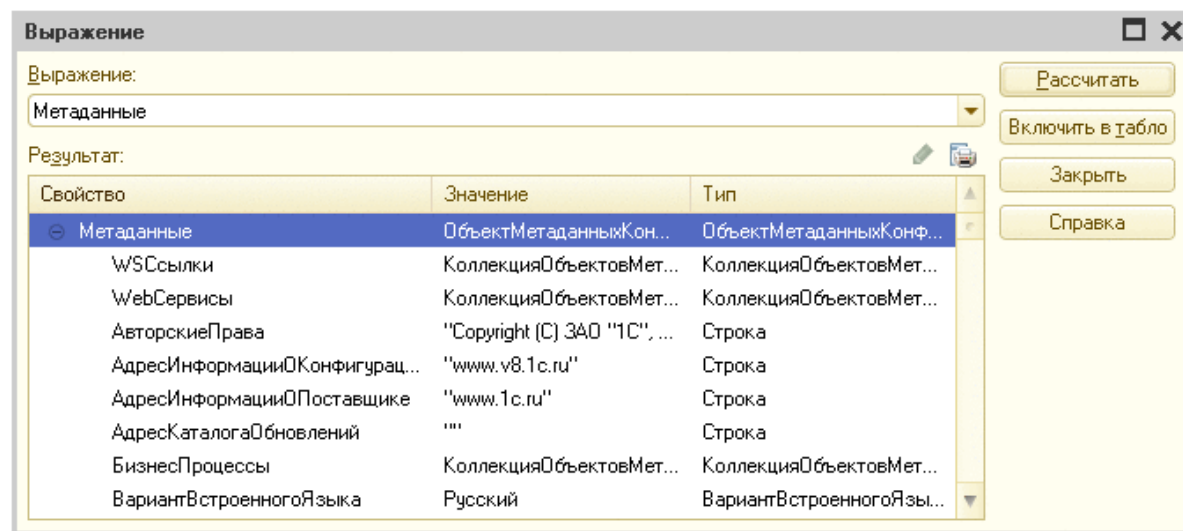 Выражение
Выражение:
Рассчитать
Метаданные
Включить в табло
Результат:
Закрыть
Свойство Значение Тип
Справка
Метаданные ОбъектМетаданныхКон... ОбъектМетаданныхКонф...
WSСсылки КоллекцияОбъектовМет... КоллекцияОбъектовМет...
WebСервисы КоллекцияОбъектовМет... КоллекцияОбъектовМет...
АвторскиеПрава "Copyright (C) ЗАО "1С", ... Строка
АдресИнформацииОКонфигурац... "www.v8.1c.ru" Строка
АдресИнформацииОПоставщике "www.1c.ru" Строка
АдресКаталогаОбновлений "" Строка
БизнесПроцессы КоллекцияОбъектовМет... КоллекцияОбъектовМет...
ВариантВстроенногоЯзыка Русский ВариантВстроенногоЯзы...